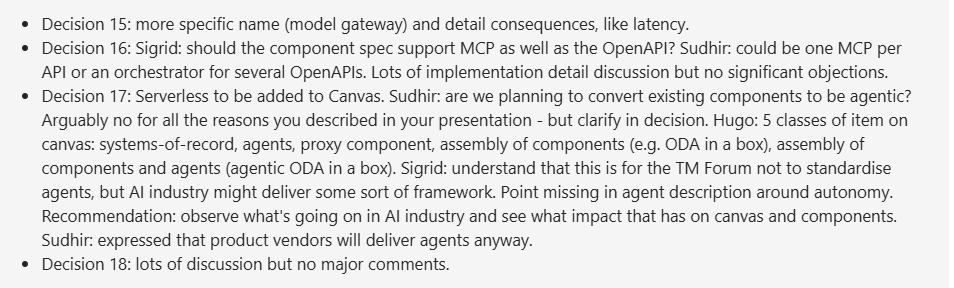 • Decision 15: more specific name (model gateway) and detail consequences, like latency.
• Decision 16: Sigrid: should the component spec support MCP as well as the OpenAPI? Sudhir: could be one MCP per
API or an orchestrator for several OpenAPIs. Lots of implementation detail discussion but no significant objections.
• Decision 17: Serverless to be added to Canvas. Sudhir: are we planning to convert existing components to be agentic?
Arguably no for all the reasons you described in your presentation - but clarify in decision. Hugo: 5 classes of item on
canvas: systems-of-record, agents, proxy component, assembly of components (e.g. ODA in a box), assembly of
components and agents (agentic ODA in a box). Sigrid: understand that this is for the TM Forum not to standardise
agents, but AI industry might deliver some sort of framework. Point missing in agent description around autonomy.
Recommendation: observe what's going on in AI industry and see what impact that has on canvas and components.
Sudhir: expressed that product vendors will deliver agents anyway.
• Decision 18: lots of discussion but no major comments.